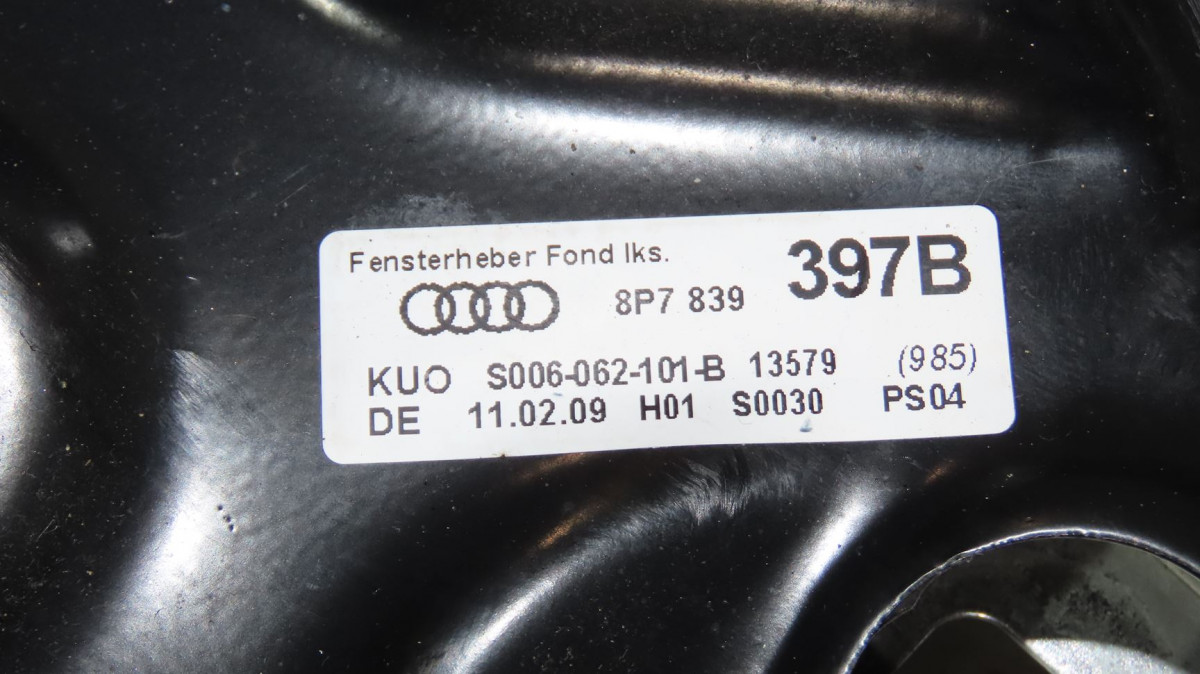 Fensterheber Fond lks.
8P7 839 397B
KUO S006-062-101-B 13579 (985)
DE 11.02.09 H01 S0030 PS04